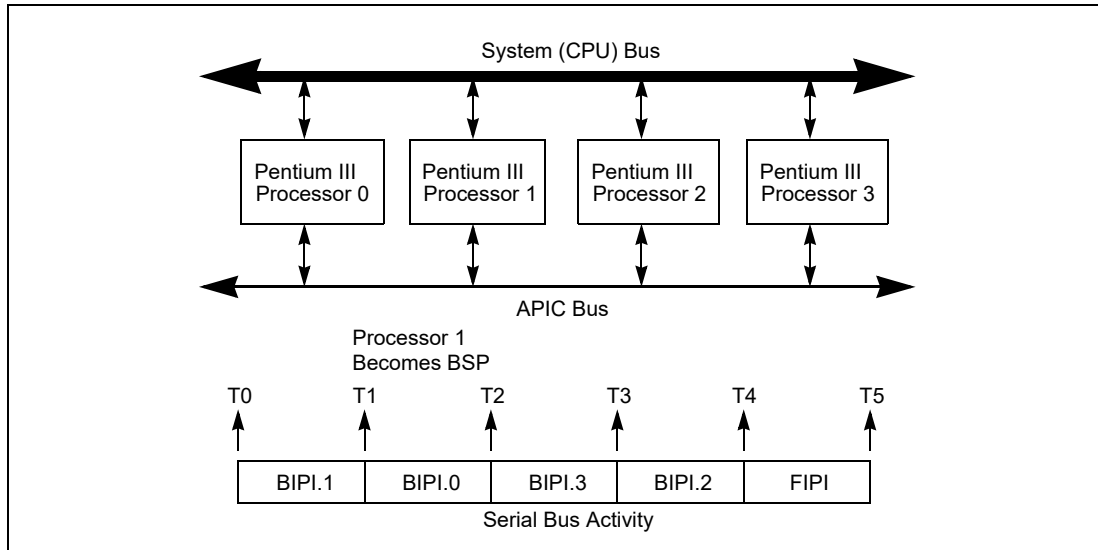 System (CPU) Bus
Pentium III
Processor 0
Pentium III
Processor 1
Pentium III
Processor 2
Pentium III
Processor 3
APIC Bus
Processor 1
Becomes BSP
T0 T1 T2 T3 T4 T5
BIPI.1 BIPI.0 BIPI.3 BIPI.2 FIPI
Serial Bus Activity